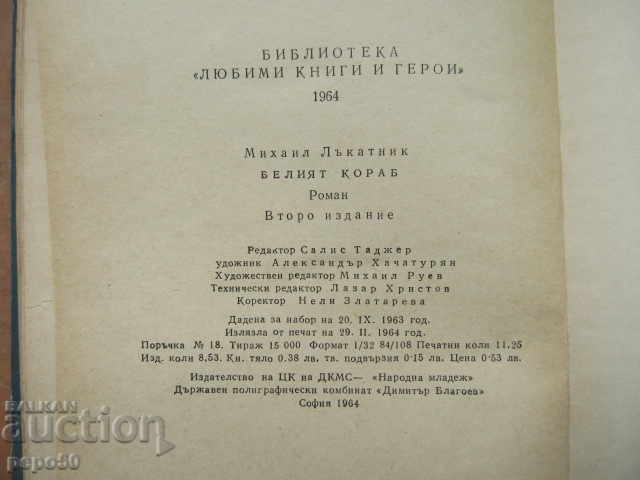 БИБЛИОТЕКА
«ЛЮБИМИ КНИГИ И ГЕРОИ»
1964
Михаил Лъкатник
БЕЛИЯТ КОРАБ
Роман
Второ издание
Редактор Салис Таджер
удожник Александър Хачатурян
Художествен редактор Михаил Руев
Технически редактор Лазар Христов
Коректор Нели Златарева
Дадена за набор на 20. IX. 1963 год.
Излязла от печат на 29. II. 1964 год.
Поръчка № 18. Тираж 15 000 Формат 1/32 84/108 Печатни коли 11,25
Изд. коли 8,53. Кн. тяло 0.38 лв. тв. подвързия 0·15 лв. Цена 0·53 лв.
Издателство на ЦК на ДКМС— «Народна младеж»
Държавен полиграфически комбинат «Димитър Благоев»
София 1964
БАЛКАН
auction
pepo50